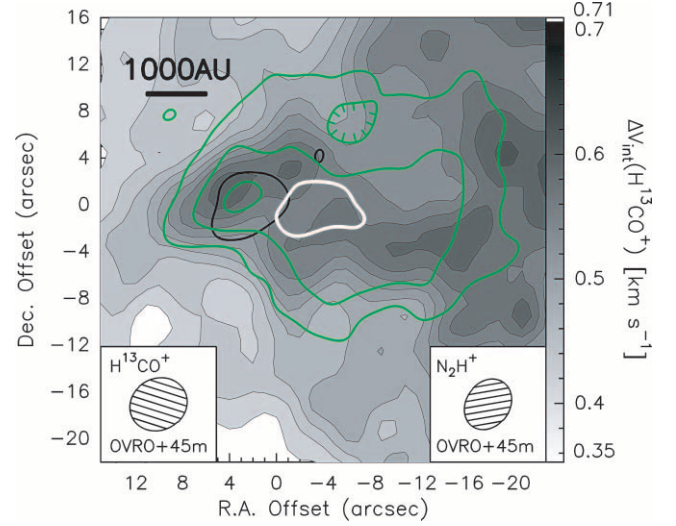 16
12
8
4
0
−4
−8
−12
−16
−20
Dec. Offset (arcsec)
1000AU
H¹³CO⁺
OVRO+45m
N₂H⁺
OVRO+45m
12 8 4 0 −4 −8 −12 −16 −20
R.A. Offset (arcsec)
0.71
0.7
0.6
0.5
0.4
0.35
ΔV_int(H¹³CO⁺) [km s⁻¹]